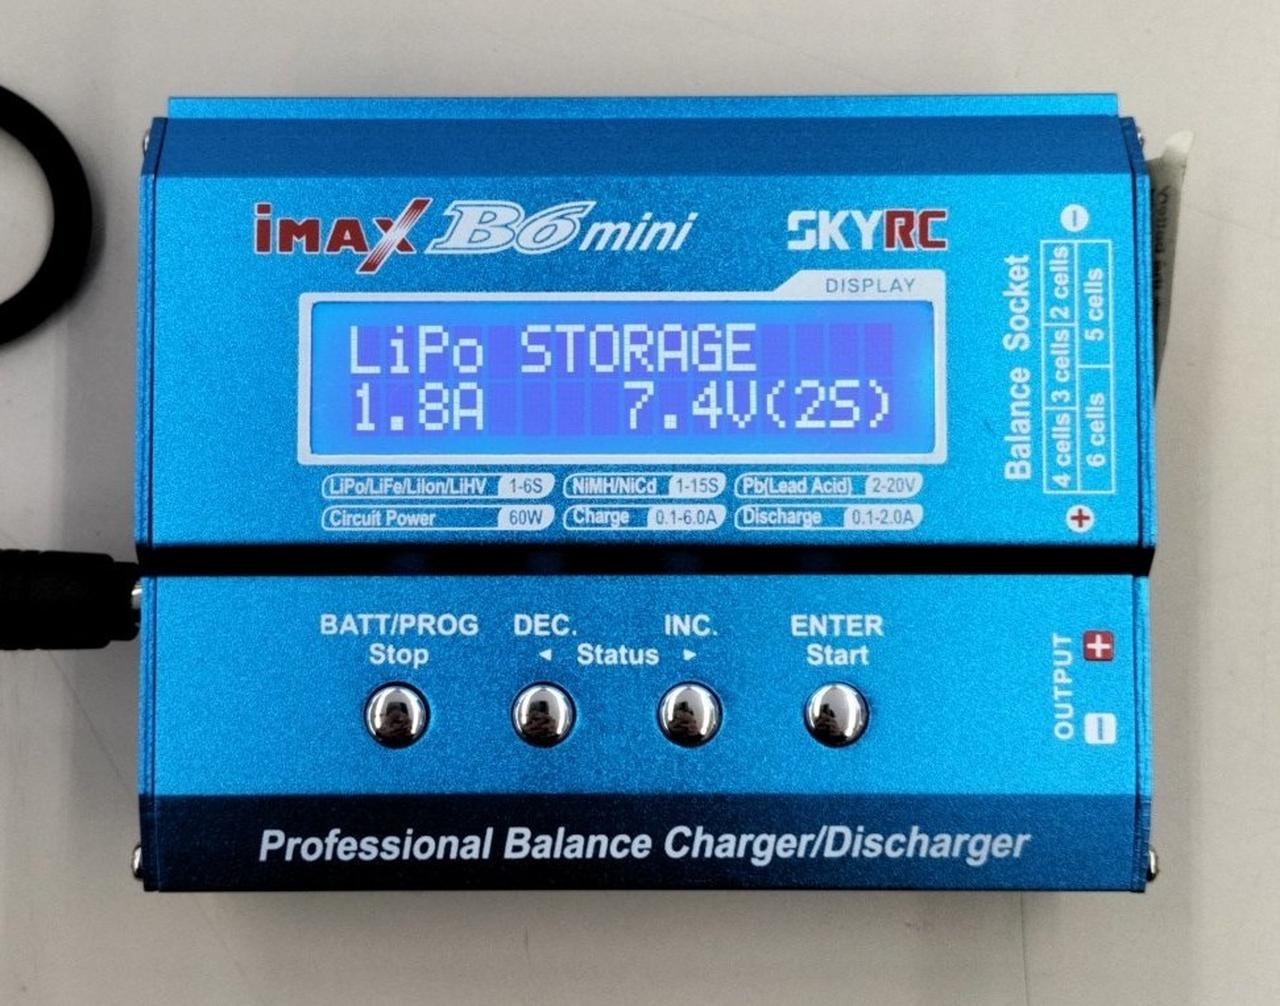 iMAX B6 mini
SKYRC
DISPLAY
LiPo STORAGE
1.8A 7.4V(2S)
LiPo/LiFe/LiIon/LiHV 1-6S
NiMH/NiCd 1-15S
Pb(Lead Acid) 2-20V
Circuit Power 60W
Charge 0.1-6.0A
Discharge 0.1-2.0A
Balance Socket
4 cells 3 cells 2 cells
6 cells 5 cells
BATT/PROG
Stop
DEC.
INC.
◄ Status ►
ENTER
Start
OUTPUT
Professional Balance Charger/Discharger